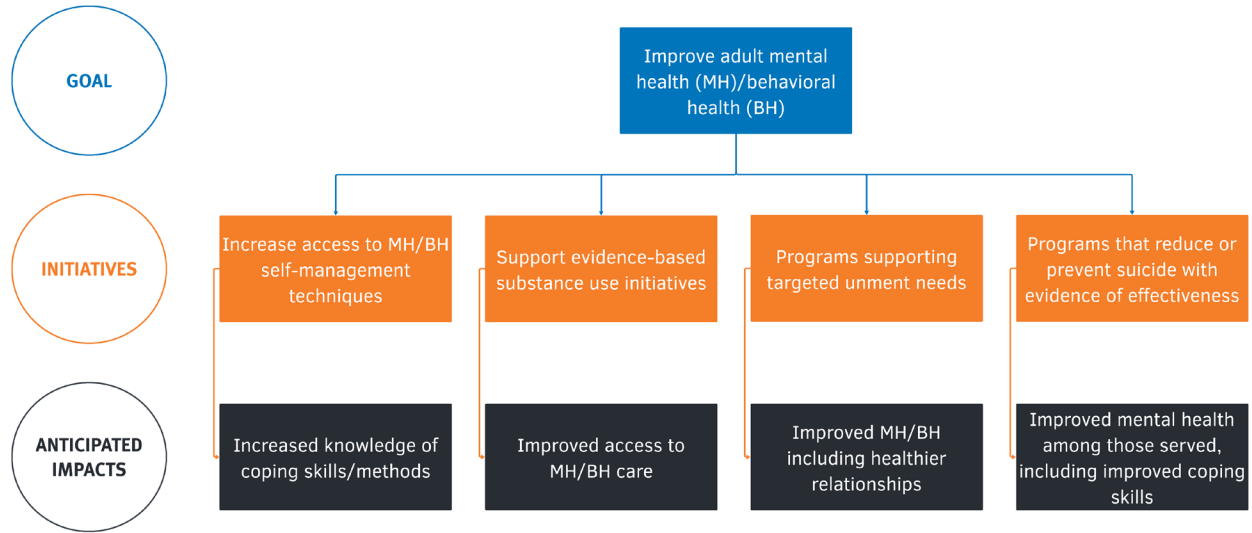 GOAL
Improve adult mental
health (MH)/behavioral
health (BH)
INITIATIVES
Increase access to MH/BH
self-management
techniques
Support evidence-based
substance use initiatives
Programs supporting
targeted unment needs
Programs that reduce or
prevent suicide with
evidence of effectiveness
ANTICIPATED
IMPACTS
Increased knowledge of
coping skills/methods
Improved access to
MH/BH care
Improved MH/BH
including healthier
relationships
Improved mental health
among those served,
including improved coping
skills